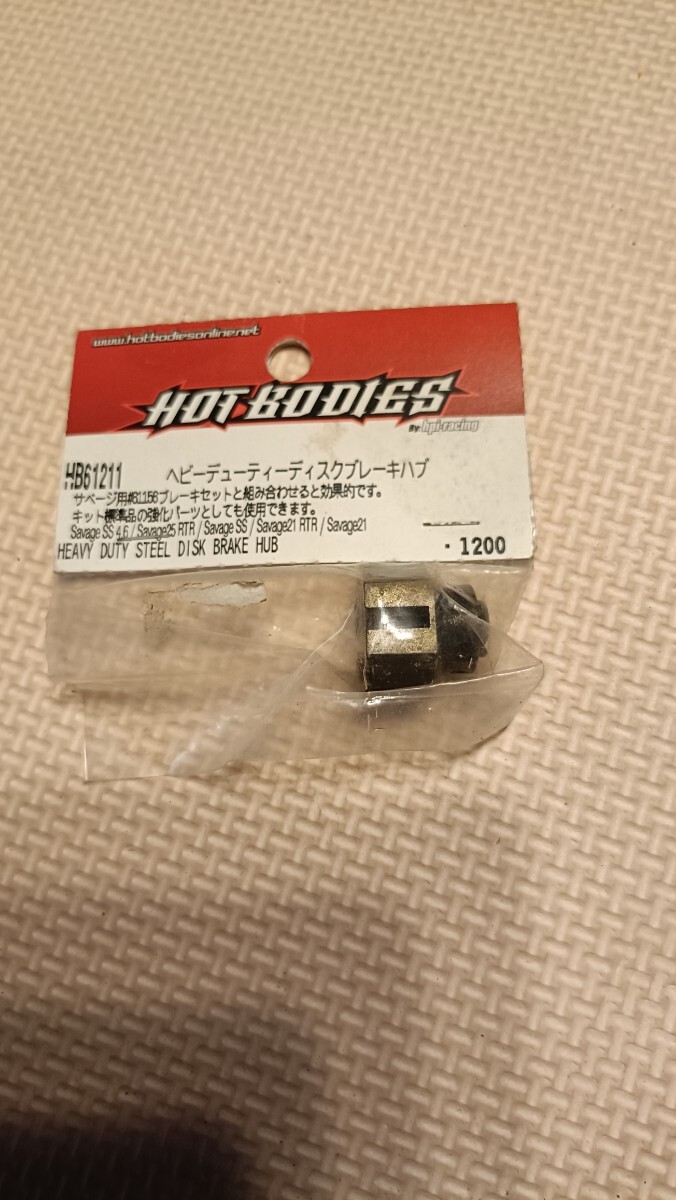 www.hotbodiesonline.net
HOT BODIES
By hpi-racing
HB61211 ヘビーデューティーディスクブレーキハブ
サベージ用#61156ブレーキセットと組み合わせると効果的です。
キット標準品の強化パーツとしても使用できます。
Savage SS 4.6 / Savage25 RTR / Savage SS / Savage21 RTR / Savage21
HEAVY DUTY STEEL DISK BRAKE HUB
・1200